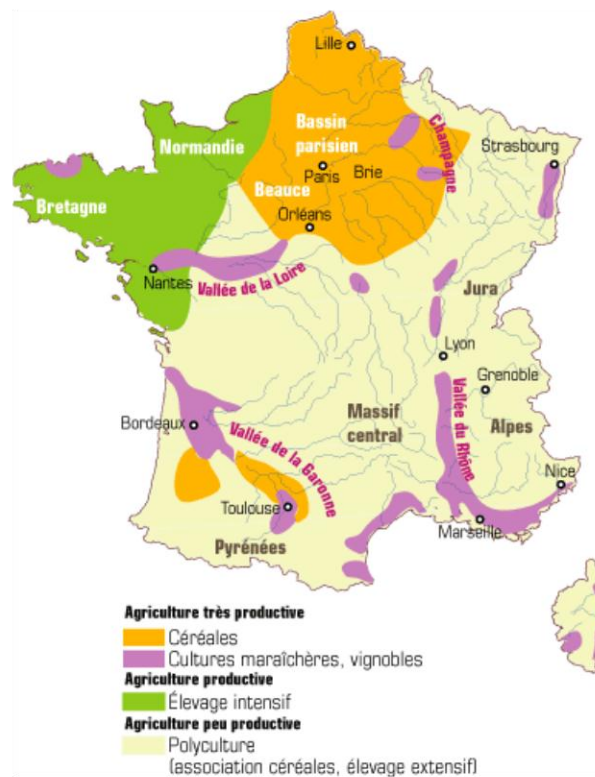 Lille
Normandie
Bassin
parisien
Champagne
Strasbourg
Paris
Brie
Bretagne
Beauce
Orléans
Nantes
Vallée de la Loire
Jura
Lyon
Grenoble
Massif
central
Vallée du Rhône
Alpes
Bordeaux
Vallée de la Garonne
Nice
Toulouse
Marseille
Pyrénées
Agriculture très productive
Céréales
Cultures maraîchères, vignobles
Agriculture productive
Élevage intensif
Agriculture peu productive
Polyculture
(association céréales, élevage extensif)